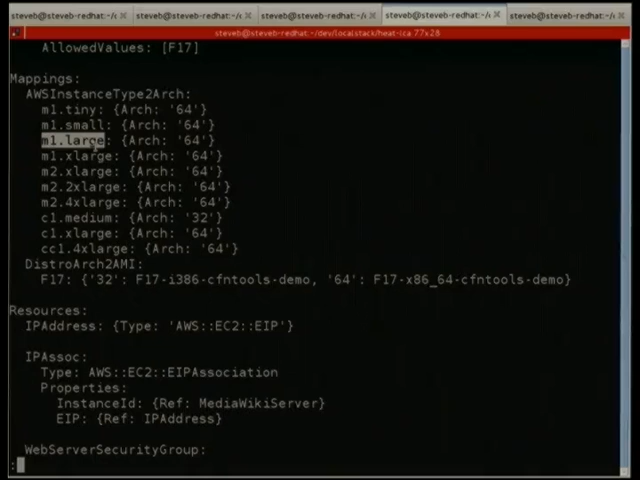 steveb@steveb-redhat:~/c steveb@steveb-redhat:~/ steveb@steveb-redhat:~/ steveb@steveb-redhat:~/ steveb@steveb-redhat:~/
steveb@steveb-redhat:~/dev/localstack/heat-ica 77x28
AllowedValues: [F17]
Mappings:
AWSInstanceType2Arch:
m1.tiny: {Arch: '64'}
m1.small: {Arch: '64'}
m1.large: {Arch: '64'}
m1.xlarge: {Arch: '64'}
m2.xlarge: {Arch: '64'}
m2.2xlarge: {Arch: '64'}
m2.4xlarge: {Arch: '64'}
c1.medium: {Arch: '32'}
c1.xlarge: {Arch: '64'}
cc1.4xlarge: {Arch: '64'}
DistroArch2AMI:
F17: {'32': F17-i386-cfntools-demo, '64': F17-x86_64-cfntools-demo}
Resources:
IPAddress: {Type: 'AWS::EC2::EIP'}
IPAssoc:
Type: AWS::EC2::EIPAssociation
Properties:
InstanceId: {Ref: MediaWikiServer}
EIP: {Ref: IPAddress}
WebServerSecurityGroup:
: